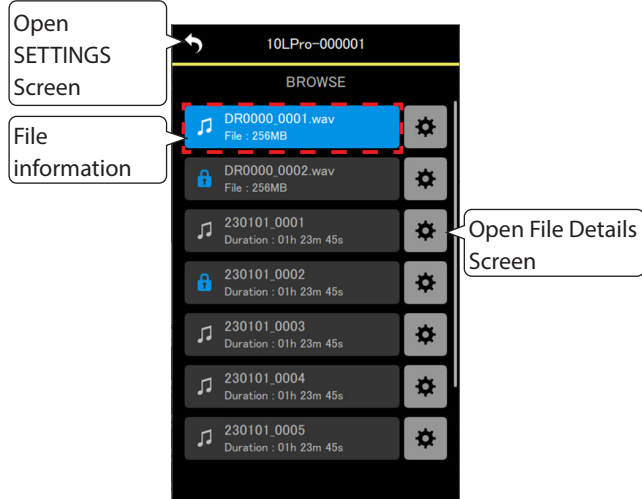 Open
SETTINGS
Screen
10LPro-000001
BROWSE
DR0000_0001.wav
File : 256MB
File
information
DR0000_0002.wav
File : 256MB
230101_0001
Duration : 01h 23m 45s
Open File Details
Screen
230101_0002
Duration : 01h 23m 45s
230101_0003
Duration : 01h 23m 45s
230101_0004
Duration : 01h 23m 45s
230101_0005
Duration : 01h 23m 45s